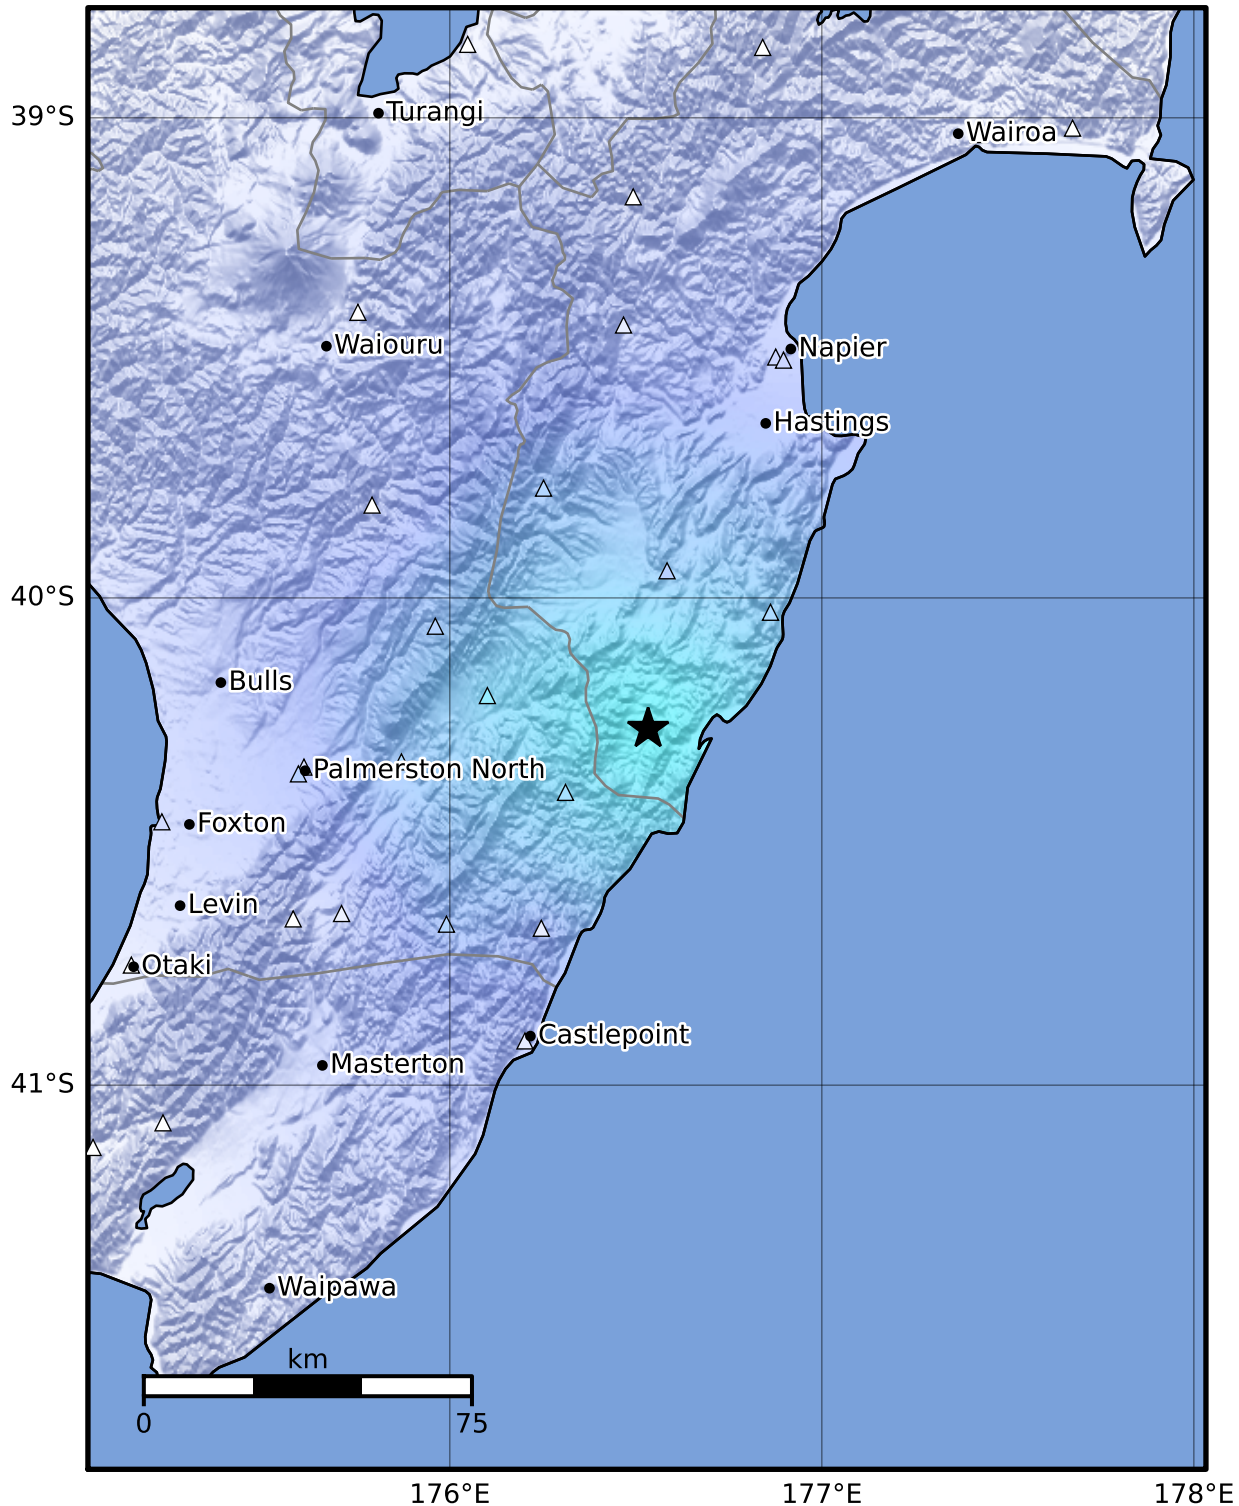 Turangi
39°S
Wairoa
Waiouru
Napier
Hastings
40°S
Bulls
Palmerston North
Foxton
Levin
Otaki
Castlepoint
Masterton
41°S
Waipawa
km
0
75
176°E
177°E
178°E